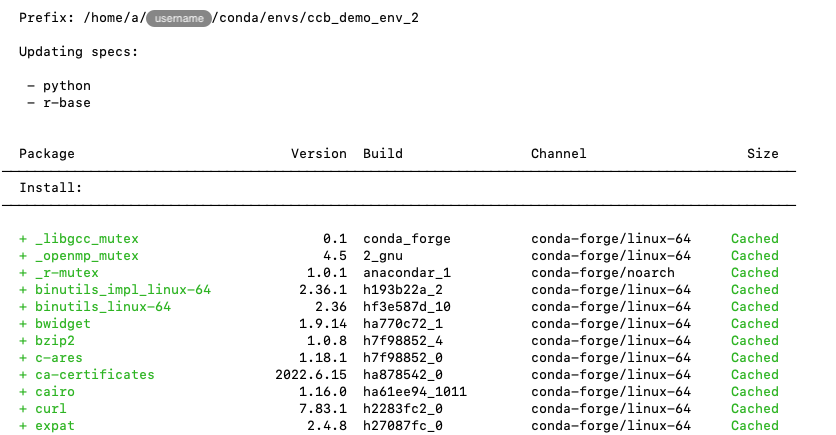 Prefix: /home/a/username/conda/envs/ccb_demo_env_2
Updating specs:
- python
- r-base
Package Version Build Channel Size
Install:
+ _libgcc_mutex 0.1 conda_forge conda-forge/linux-64 Cached
+ _openmp_mutex 4.5 2_gnu conda-forge/linux-64 Cached
+ _r-mutex 1.0.1 anacondar_1 conda-forge/noarch Cached
+ binutils_impl_linux-64 2.36.1 h193b22a_2 conda-forge/linux-64 Cached
+ binutils_linux-64 2.36 hf3e587d_10 conda-forge/linux-64 Cached
+ bwidget 1.9.14 ha770c72_1 conda-forge/linux-64 Cached
+ bzip2 1.0.8 h7f98852_4 conda-forge/linux-64 Cached
+ c-ares 1.18.1 h7f98852_0 conda-forge/linux-64 Cached
+ ca-certificates 2022.6.15 ha878542_0 conda-forge/linux-64 Cached
+ cairo 1.16.0 ha61ee94_1011 conda-forge/linux-64 Cached
+ curl 7.83.1 h2283fc2_0 conda-forge/linux-64 Cached
+ expat 2.4.8 h27087fc_0 conda-forge/linux-64 Cached